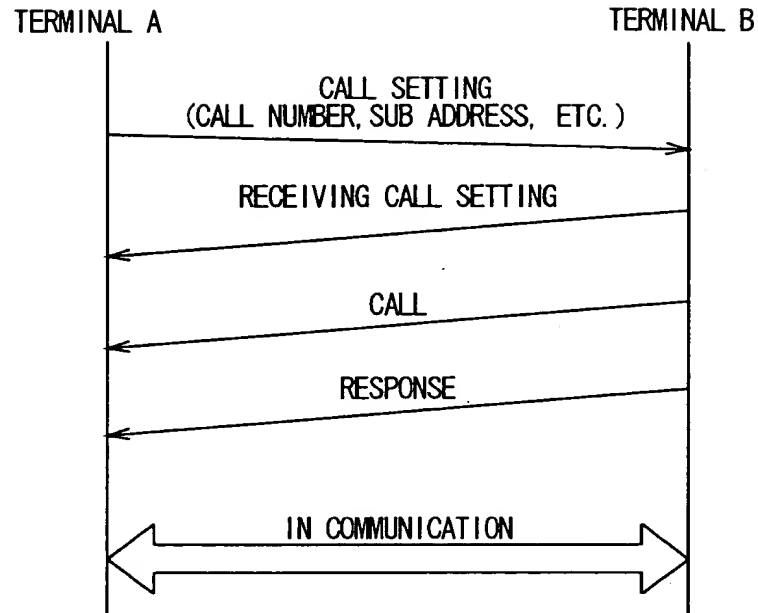 TERMINAL A
TERMINAL B
CALL SETTING
(CALL NUMBER, SUB ADDRESS, ETC.)
RECEIVING CALL SETTING
CALL
RESPONSE
IN COMMUNICATION